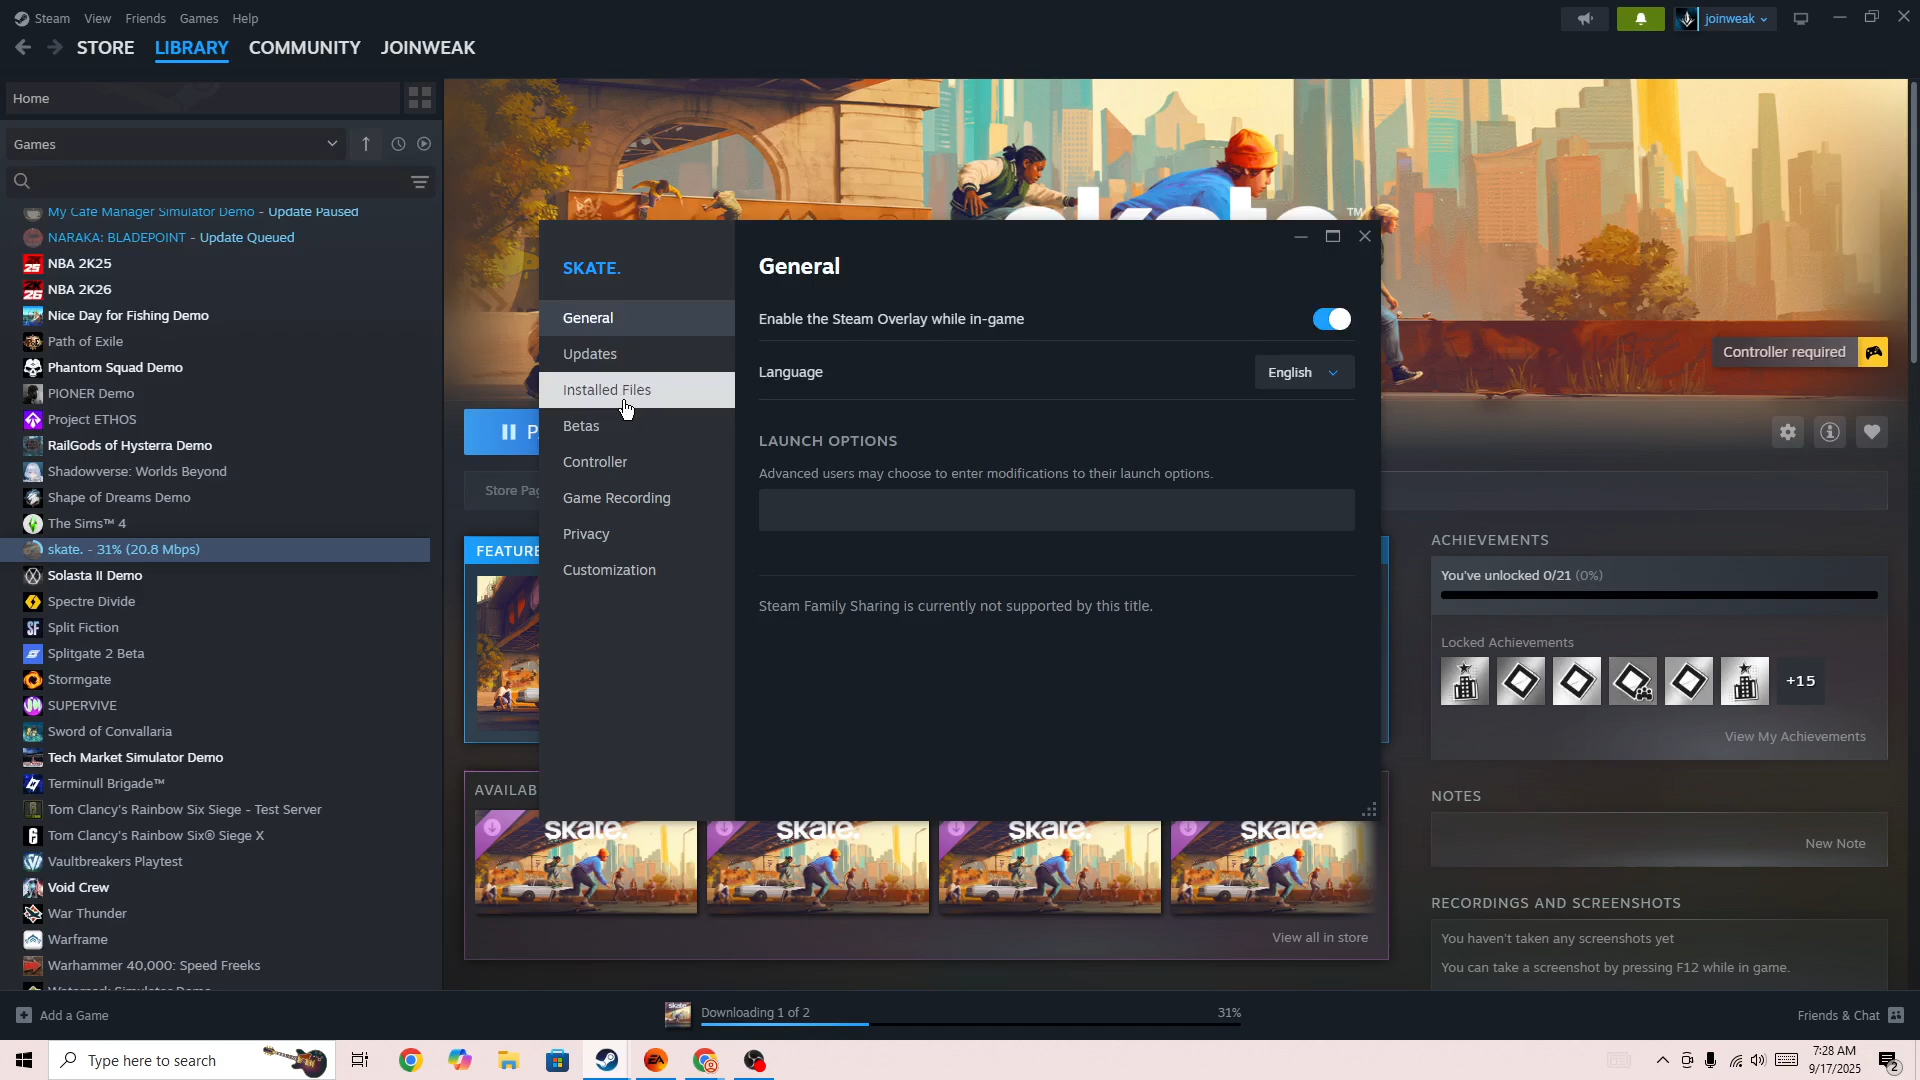 Steam View Friends Games Help
joinweak
STORE LIBRARY COMMUNITY JOINWEAK
Home
Games
My Cafe Manager Simulator Demo - Update Paused
NARAKA: BLADEPOINT - Update Queued
NBA 2K25
NBA 2K26
Nice Day for Fishing Demo
Path of Exile
Phantom Squad Demo
PIONER Demo
Project ETHOS
RailGods of Hysterra Demo
Shadowverse: Worlds Beyond
Shape of Dreams Demo
The Sims™ 4
skate. - 31% (20.8 Mbps)
Solasta II Demo
Spectre Divide
Split Fiction
Splitgate 2 Beta
Stormgate
SUPERVIVE
Sword of Convallaria
Tech Market Simulator Demo
Terminull Brigade™
Tom Clancy's Rainbow Six Siege - Test Server
Tom Clancy's Rainbow Six® Siege X
Vaultbreakers Playtest
Void Crew
War Thunder
Warframe
Warhammer 40,000: Speed Freeks
SKATE.
General
Updates
Installed Files
Betas
Controller
Game Recording
Privacy
Customization
General
Enable the Steam Overlay while in-game
Language English
LAUNCH OPTIONS
Advanced users may choose to enter modifications to their launch options.
Steam Family Sharing is currently not supported by this title.
TM
Controller required
Store Pag
FEATURE
AVAILAB
skate. skate. skate. skate.
View all in store
ACHIEVEMENTS
You've unlocked 0/21 (0%)
Locked Achievements
+15
View My Achievements
NOTES
New Note
RECORDINGS AND SCREENSHOTS
You haven't taken any screenshots yet
You can take a screenshot by pressing F12 while in game.
Add a Game
skate.
Downloading 1 of 2 31%
Friends & Chat
Type here to search
EA
7:28 AM
9/17/2025
2